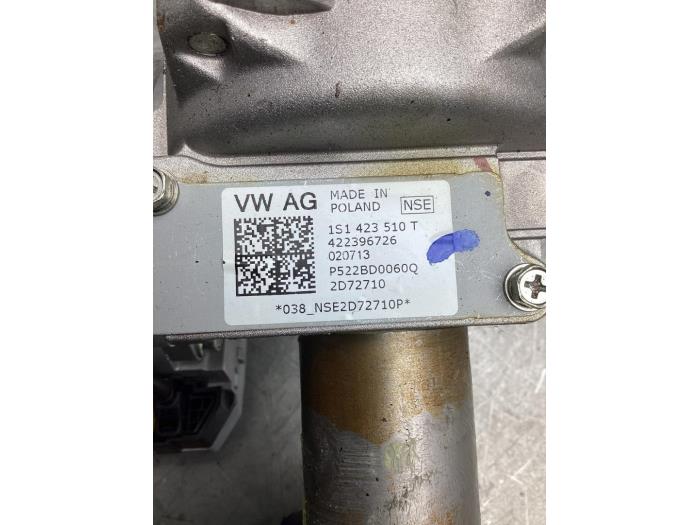 VW AG MADE IN POLAND NSE
1S1 423 510 T
422396726
020713
P522BD0060Q
2D72710
*038_NSE2D72710P*